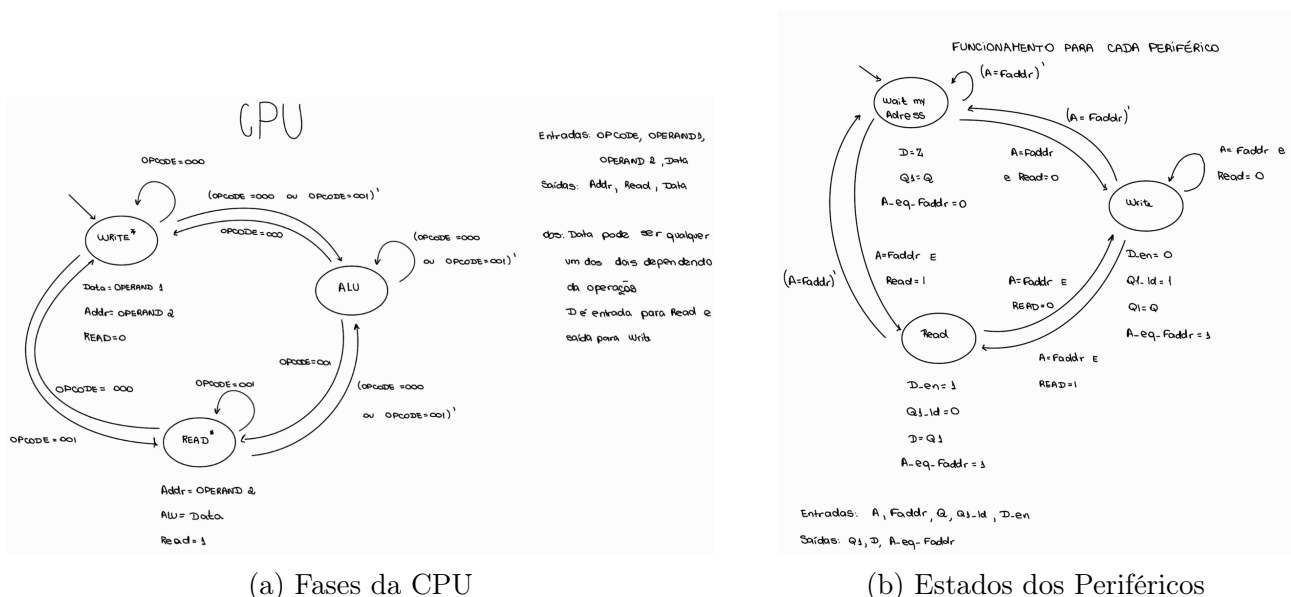 CPU
OPCODE=000
(OPCODE =000 ou OPCODE=001)'
OPCODE=000
WRITE*
(OPCODE =000
ou OPCODE=001)'
ALU
Data= OPERAND 1
Addr= OPERAND 2
READ=0
OPCODE=001
OPCODE=001
OPCODE= 000
(OPCODE =000
ou OPCODE=001)'
OPCODE=001
READ*
Addr= OPERAND 2
ALU= Data
Read=1
Entradas: OPCODE, OPERAND1,
OPERAND 2, Data
Saídas: Addr, Read, Data
obs: Data pode ser qualquer
um dos dois dependendo
da operação
D é entrada para Read e
saída para Write
(a) Fases da CPU
FUNCIONAMENTO PARA CADA PERIFÉRICO
(A=Faddr)'
Wait my
Adress
(A=Faddr)'
D=Z
Q1=Q
A-eq-Faddr=0
A=Faddr
e Read=0
A= Faddr e
Read= 0
Write
A=Faddr E
Read=1
(A=Faddr)'
A=Faddr E
READ=0
D-en= 0
Q1-ld=1
Q1=Q
A-eq-Faddr=1
Read
A=Faddr E
READ=1
D-en= 1
Q1-ld=0
D=Q1
A-eq-Faddr=1
Entradas: A, Faddr, Q, Q1-ld, D-en
Saídas: Q1, D, A-eq-Faddr
(b) Estados dos Periféricos